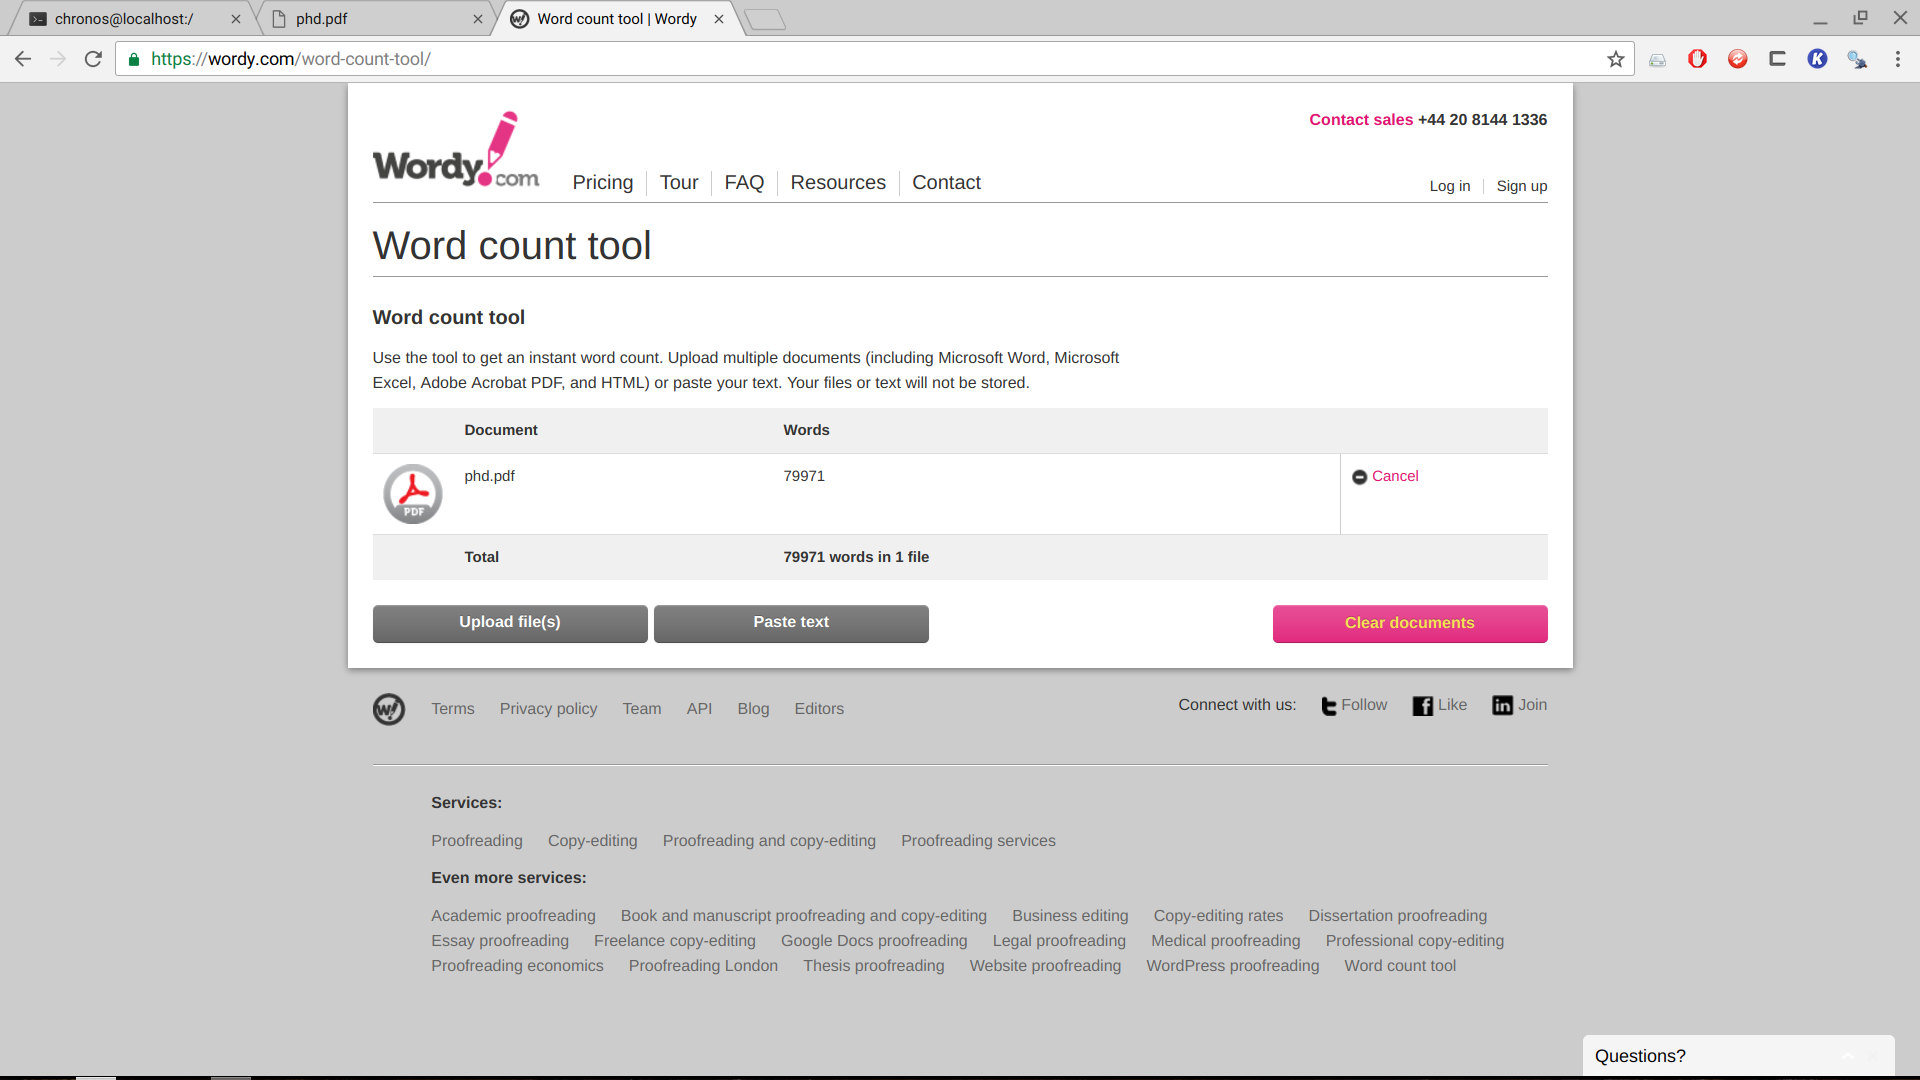 chronos@localhost:/
phd.pdf
Word count tool | Wordy
https://wordy.com/word-count-tool/
Contact sales +44 20 8144 1336
Wordy.com
Pricing Tour FAQ Resources Contact
Log in Sign up
Word count tool
Word count tool
Use the tool to get an instant word count. Upload multiple documents (including Microsoft Word, Microsoft
Excel, Adobe Acrobat PDF, and HTML) or paste your text. Your files or text will not be stored.
Document Words
PDF phd.pdf 79971 Cancel
Total 79971 words in 1 file
Upload file(s) Paste text Clear documents
w! Terms Privacy policy Team API Blog Editors
Connect with us: Follow Like Join
Services:
Proofreading Copy-editing Proofreading and copy-editing Proofreading services
Even more services:
Academic proofreading Book and manuscript proofreading and copy-editing Business editing Copy-editing rates Dissertation proofreading
Essay proofreading Freelance copy-editing Google Docs proofreading Legal proofreading Medical proofreading Professional copy-editing
Proofreading economics Proofreading London Thesis proofreading Website proofreading WordPress proofreading Word count tool
Questions?